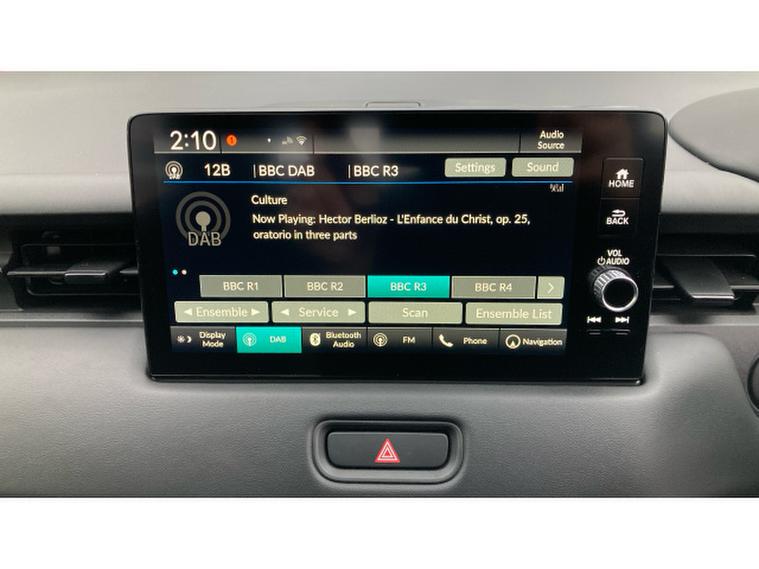 2:10
Audio
Source
12B | BBC DAB | BBC R3 Settings Sound
HOME
Culture
DAB
Now Playing: Hector Berlioz - L'Enfance du Christ, op. 25,
oratorio in three parts
BACK
VOL
AUDIO
BBC R1 BBC R2 BBC R3 BBC R4 >
◄ Ensemble ► ◄ Service ► Scan Ensemble List
Display
Mode
DAB
Bluetooth
Audio
FM
Phone
Navigation